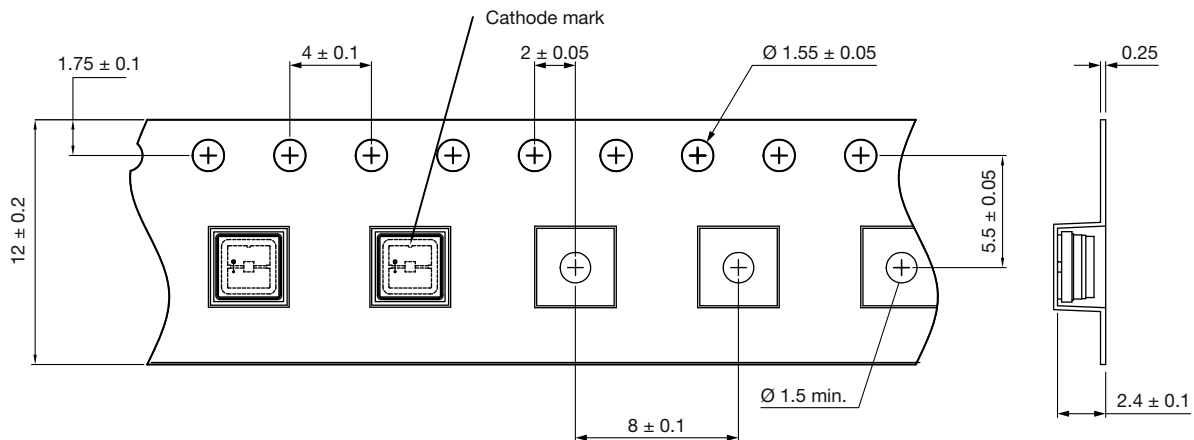 Cathode mark
4 ± 0.1
2 ± 0.05
Ø 1.55 ± 0.05
0.25
1.75 ± 0.1
12 ± 0.2
5.5 ± 0.05
Ø 1.5 min.
2.4 ± 0.1
8 ± 0.1